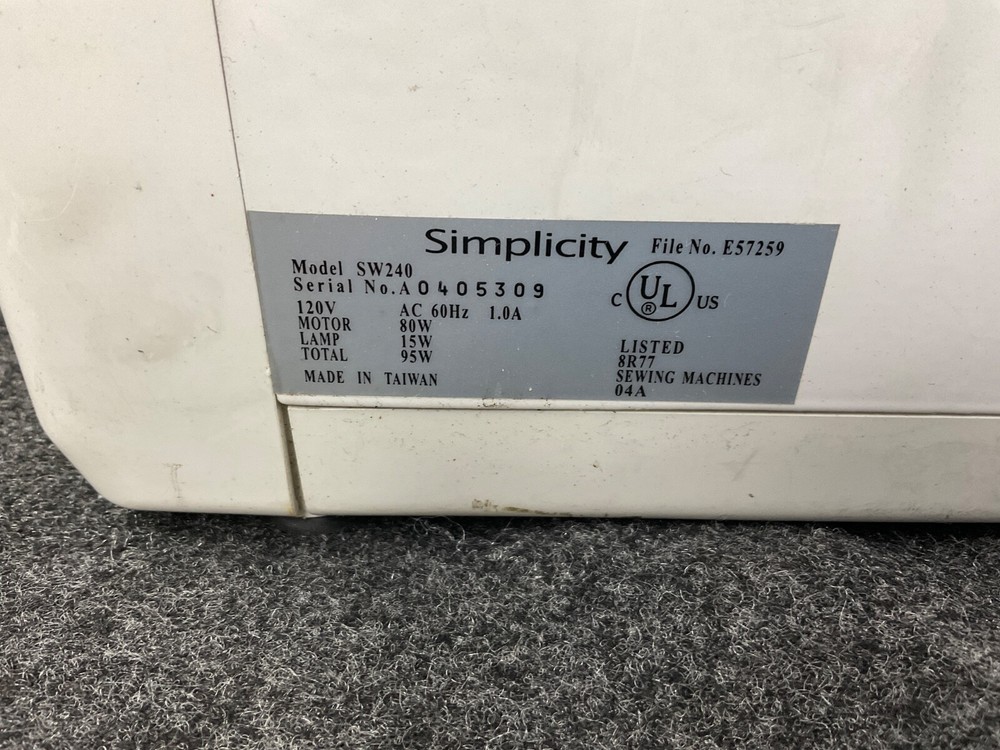 Simplicity File No. E57259
Model SW240
Serial No. A0405309
120V AC 60Hz 1.0A
MOTOR 80W
LAMP 15W
TOTAL 95W
MADE IN TAIWAN
C UL ® US
LISTED
8R77
SEWING MACHINES
04A